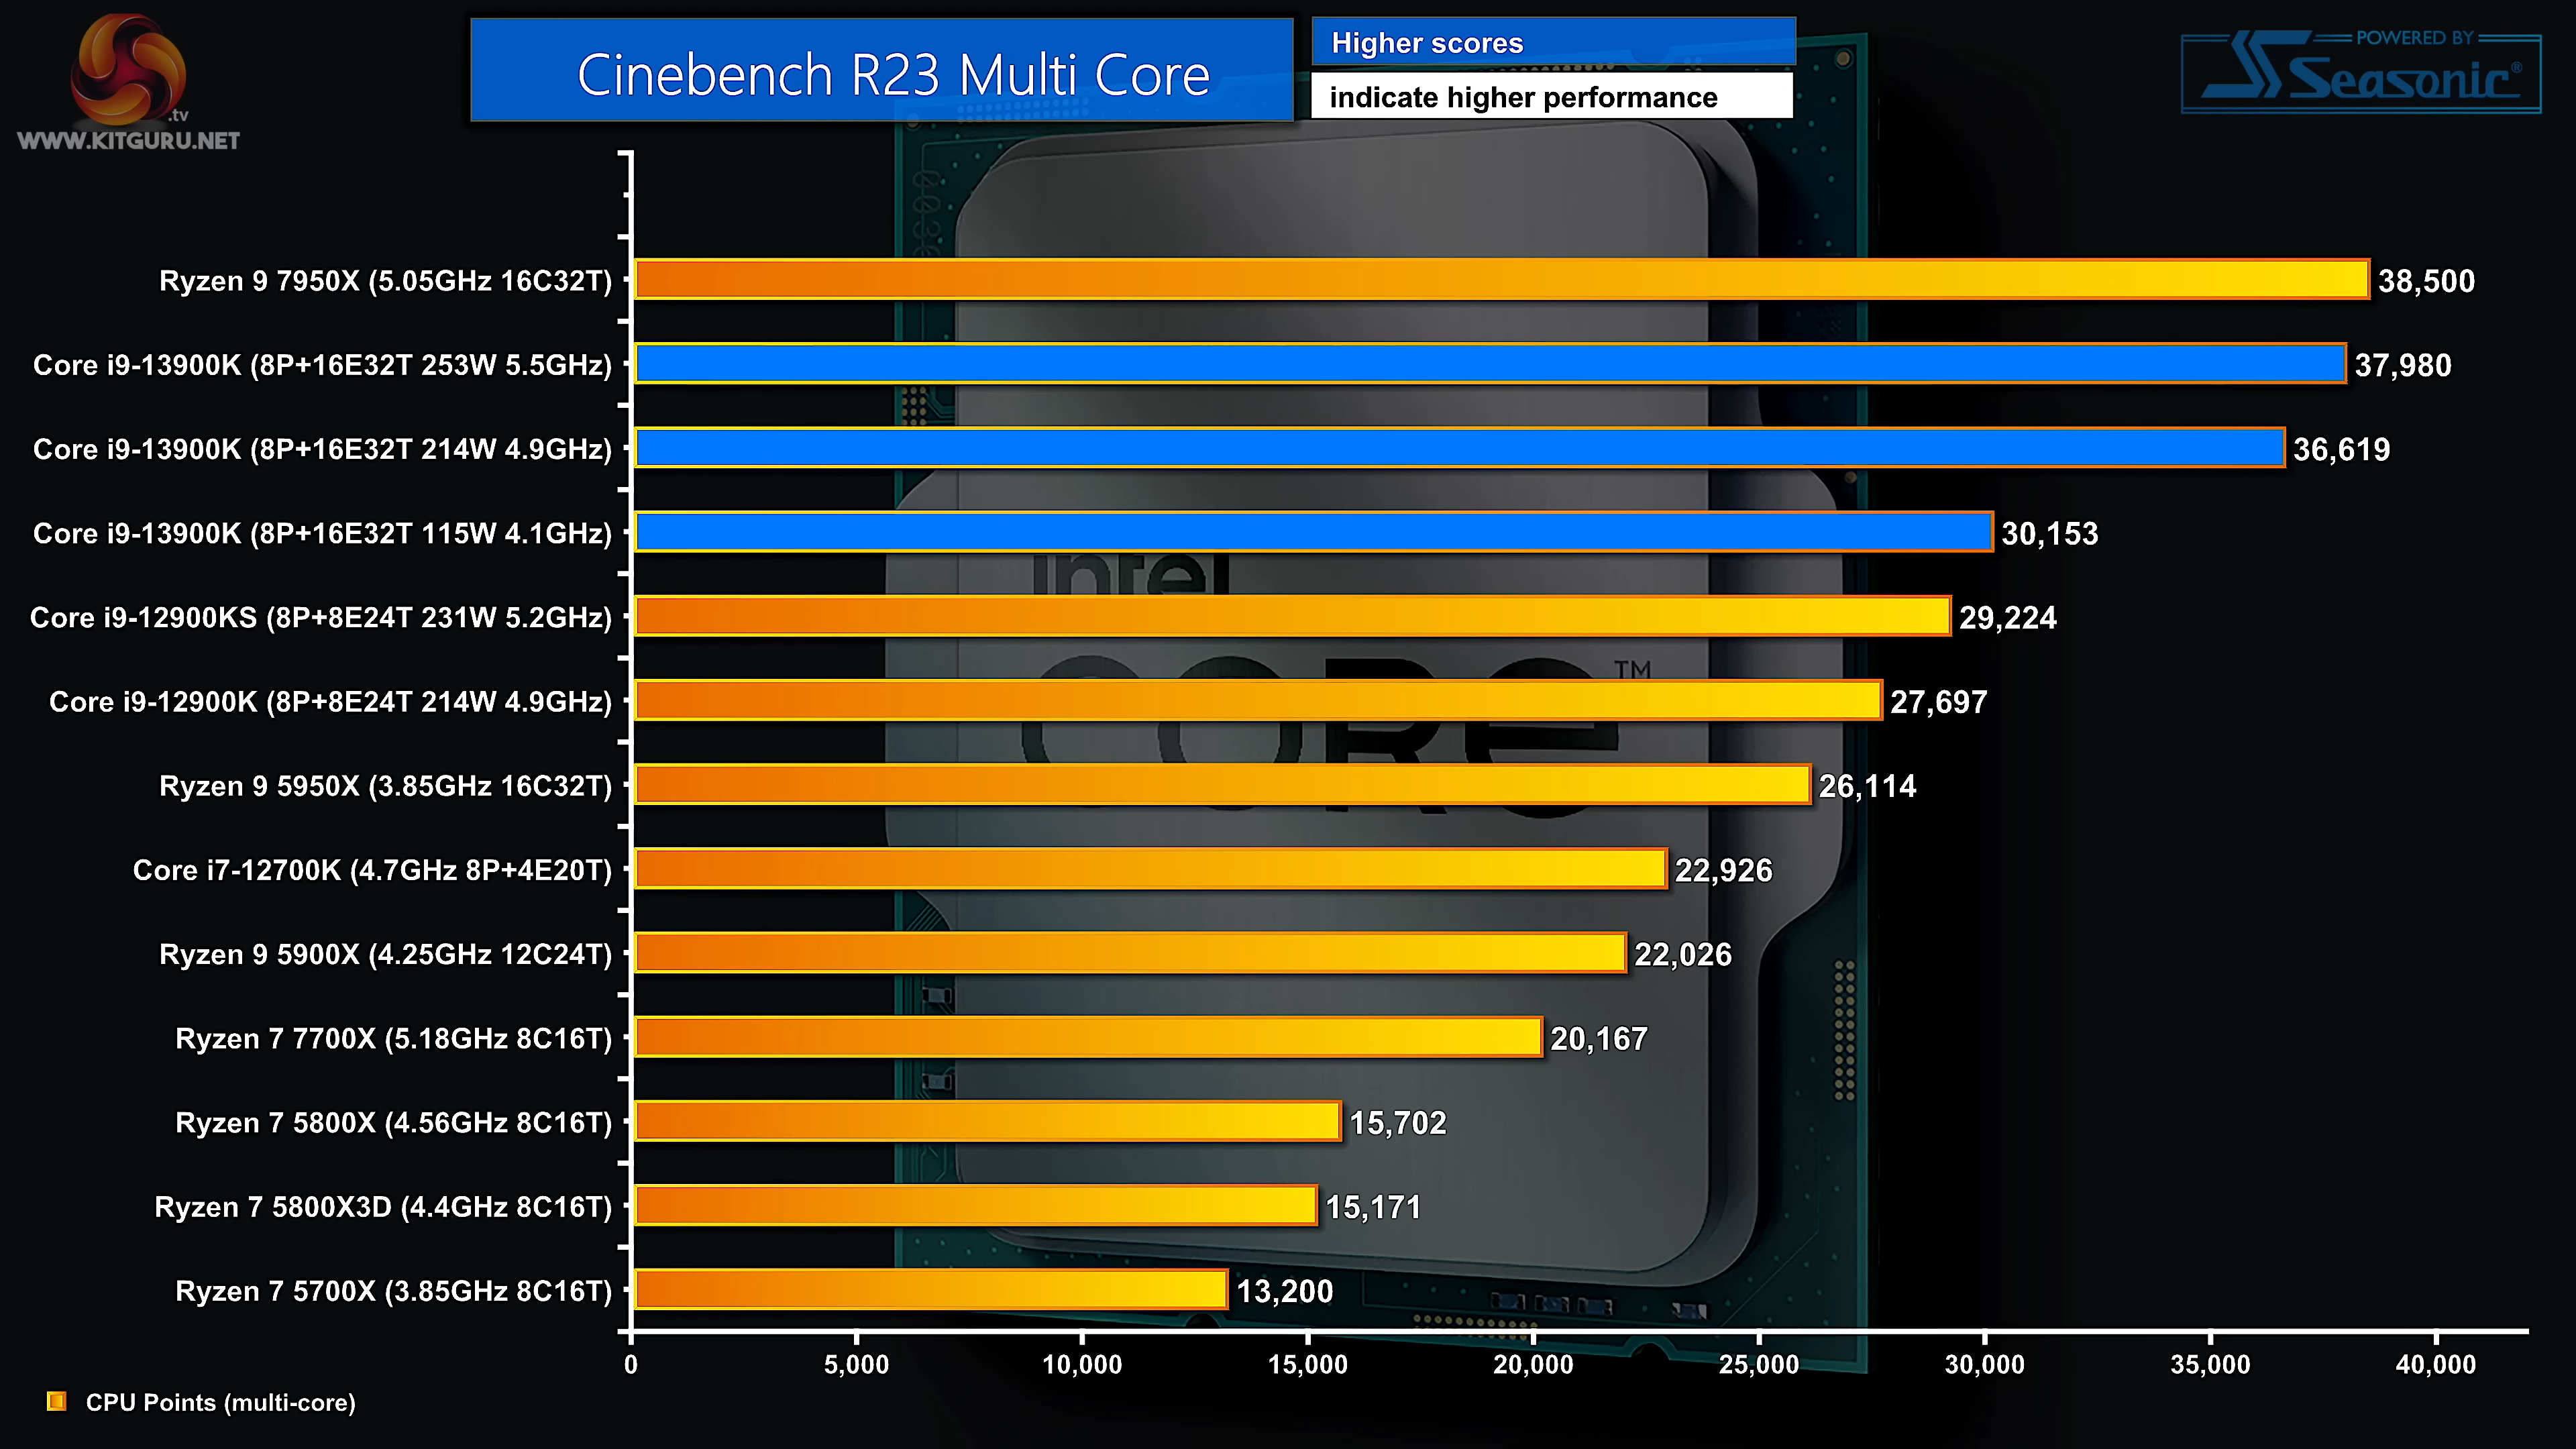 .tv
WWW.KITGURU.NET
Cinebench R23 Multi Core
Higher scores
indicate higher performance
POWERED BY
Seasonic®
Ryzen 9 7950X (5.05GHz 16C32T) 38,500
Core i9-13900K (8P+16E32T 253W 5.5GHz) 37,980
Core i9-13900K (8P+16E32T 214W 4.9GHz) 36,619
Core i9-13900K (8P+16E32T 115W 4.1GHz) 30,153
intel
Core i9-12900KS (8P+8E24T 231W 5.2GHz) 29,224
CORE™
Core i9-12900K (8P+8E24T 214W 4.9GHz) 27,697
Ryzen 9 5950X (3.85GHz 16C32T) 26,114
Core i7-12700K (4.7GHz 8P+4E20T) 22,926
Ryzen 9 5900X (4.25GHz 12C24T) 22,026
Ryzen 7 7700X (5.18GHz 8C16T) 20,167
Ryzen 7 5800X (4.56GHz 8C16T) 15,702
Ryzen 7 5800X3D (4.4GHz 8C16T) 15,171
Ryzen 7 5700X (3.85GHz 8C16T) 13,200
0 5,000 10,000 15,000 20,000 25,000 30,000 35,000 40,000
CPU Points (multi-core)